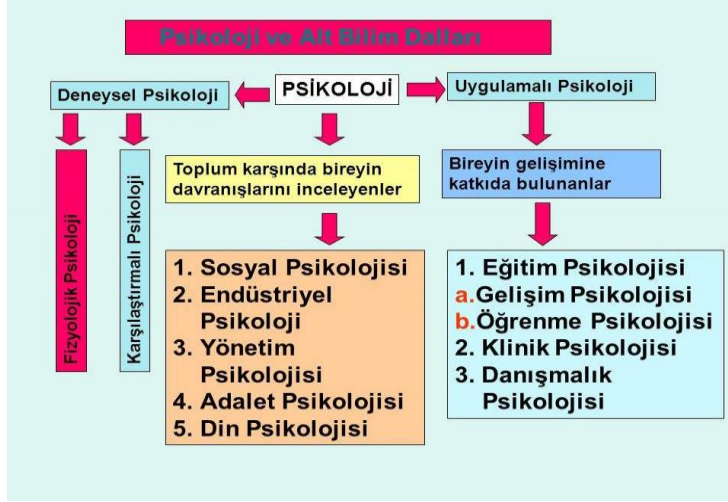 Psikoloji ve Alt Bilim Dalları
Deneysel Psikoloji
PSİKOLOJİ
Uygulamalı Psikoloji
Fizyolojik Psikoloji
Karşılaştırmalı Psikoloji
Toplum karşında bireyin
davranışlarını inceleyenler
Bireyin gelişimine
katkıda bulunanlar
1. Sosyal Psikolojisi
2. Endüstriyel
Psikoloji
3. Yönetim
Psikolojisi
4. Adalet Psikolojisi
5. Din Psikolojisi
1. Eğitim Psikolojisi
a.Gelişim Psikolojisi
b.Öğrenme Psikolojisi
2. Klinik Psikolojisi
3. Danışmalık
Psikolojisi